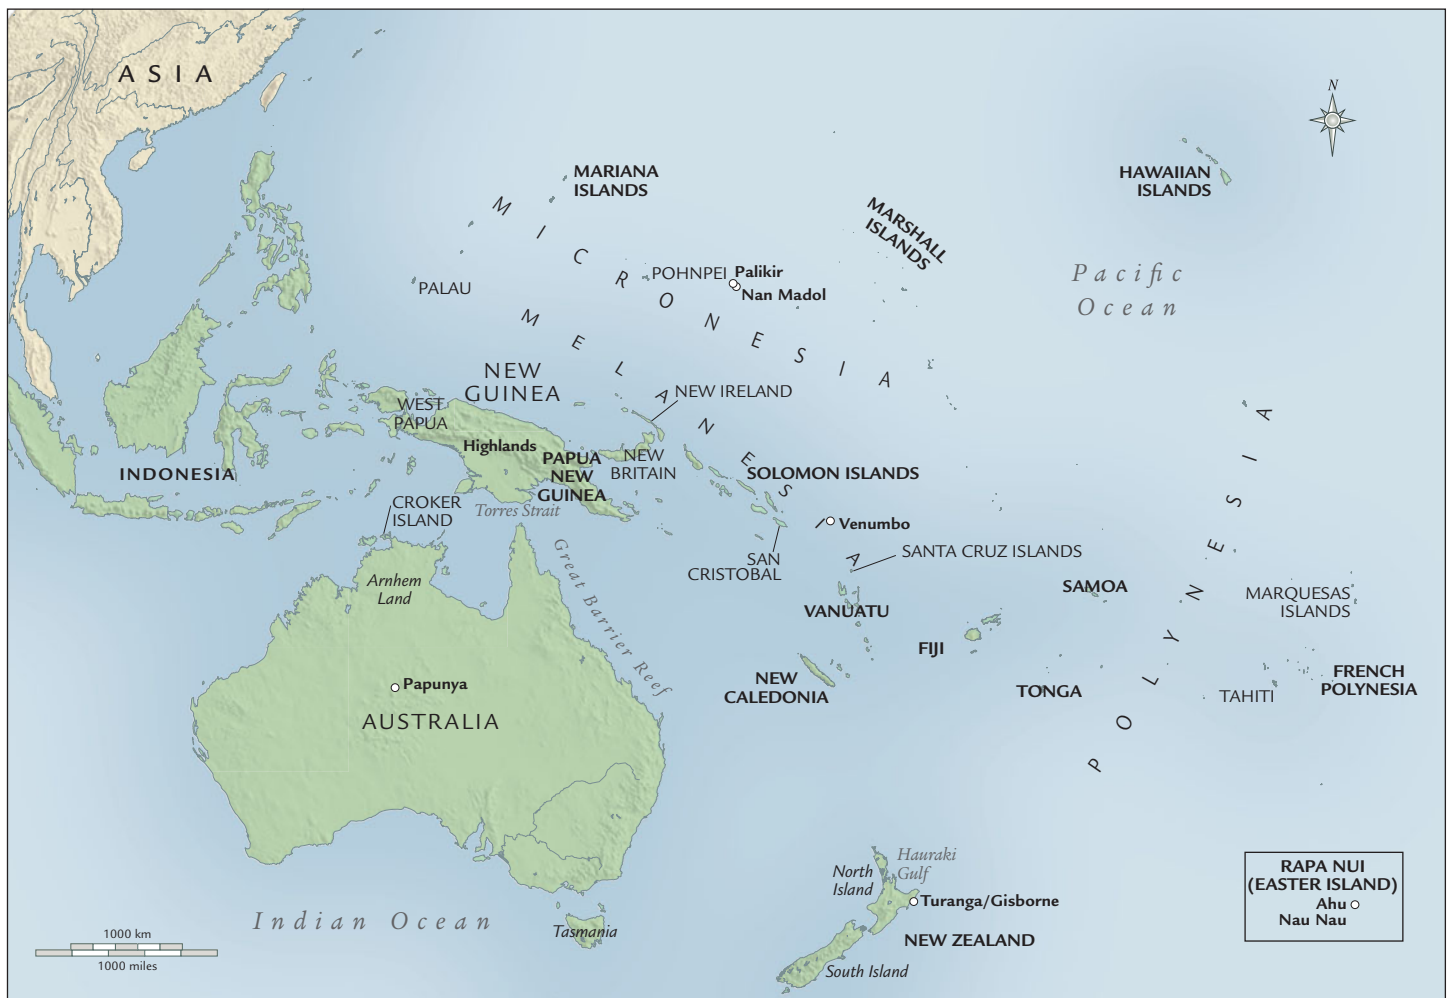 ASIA
N
MARIANA
ISLANDS
HAWAIIAN
ISLANDS
MARSHALL
ISLANDS
MICRONESIA
Pacific
Ocean
PALAU
POHNPEI
Palikir
Nan Madol
MELANESIA
NEW
GUINEA
NEW IRELAND
WEST
PAPUA
Highlands
PAPUA
NEW
GUINEA
NEW
BRITAIN
SOLOMON ISLANDS
INDONESIA
CROKER
ISLAND
Torres Strait
Venumbo
POLYNESIA
SAN
CRISTOBAL
SANTA CRUZ ISLANDS
Great Barrier Reef
Arnhem
Land
VANUATU
SAMOA
MARQUESAS
ISLANDS
FIJI
NEW
CALEDONIA
TONGA
TAHITI
FRENCH
POLYNESIA
Papunya
AUSTRALIA
Hauraki
Gulf
North
Island
Turanga/Gisborne
NEW ZEALAND
South Island
RAPA NUI
(EASTER ISLAND)
Ahu
Nau Nau
Indian Ocean
Tasmania
1000 km
1000 miles